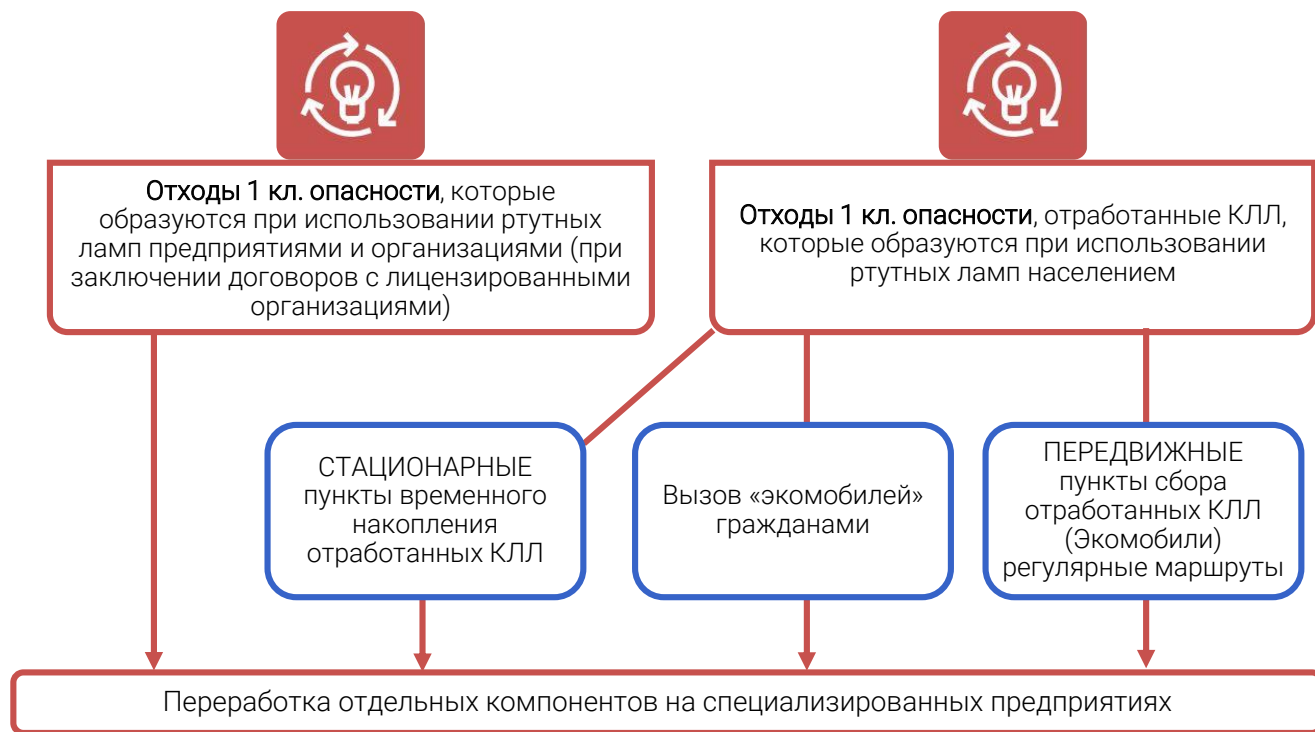 Отходы 1 кл. опасности, которые
образуются при использовании ртутных
ламп предприятиями и организациями (при
заключении договоров с лицензированными
организациями)
Отходы 1 кл. опасности, отработанные КЛЛ,
которые образуются при использовании
ртутных ламп населением
СТАЦИОНАРНЫЕ
пункты временного
накопления
отработанных КЛЛ
Вызов «экомобилей»
гражданами
ПЕРЕДВИЖНЫЕ
пункты сбора
отработанных КЛЛ
(Экомобили)
регулярные маршруты
Переработка отдельных компонентов на специализированных предприятиях